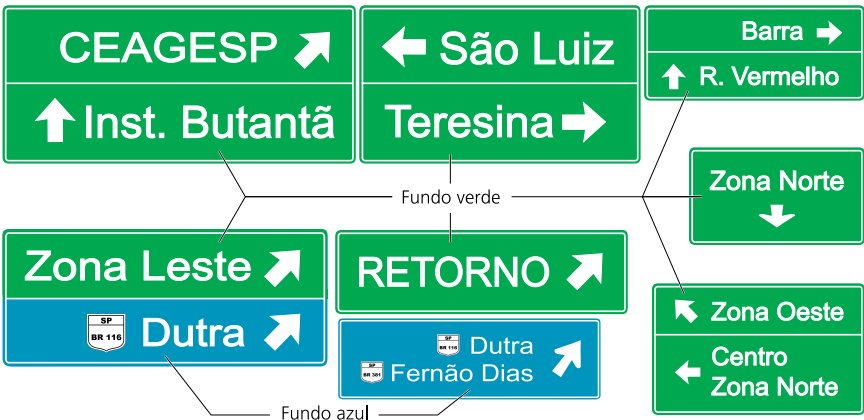 CEAGESP
Inst. Butantã
São Luiz
Teresina
Barra
R. Vermelho
Fundo verde
Zona Norte
Zona Leste
SP
BR 116
Dutra
RETORNO
SP
BR 116
Dutra
SP
BR 381
Fernão Dias
Zona Oeste
Centro
Zona Norte
Fundo azul